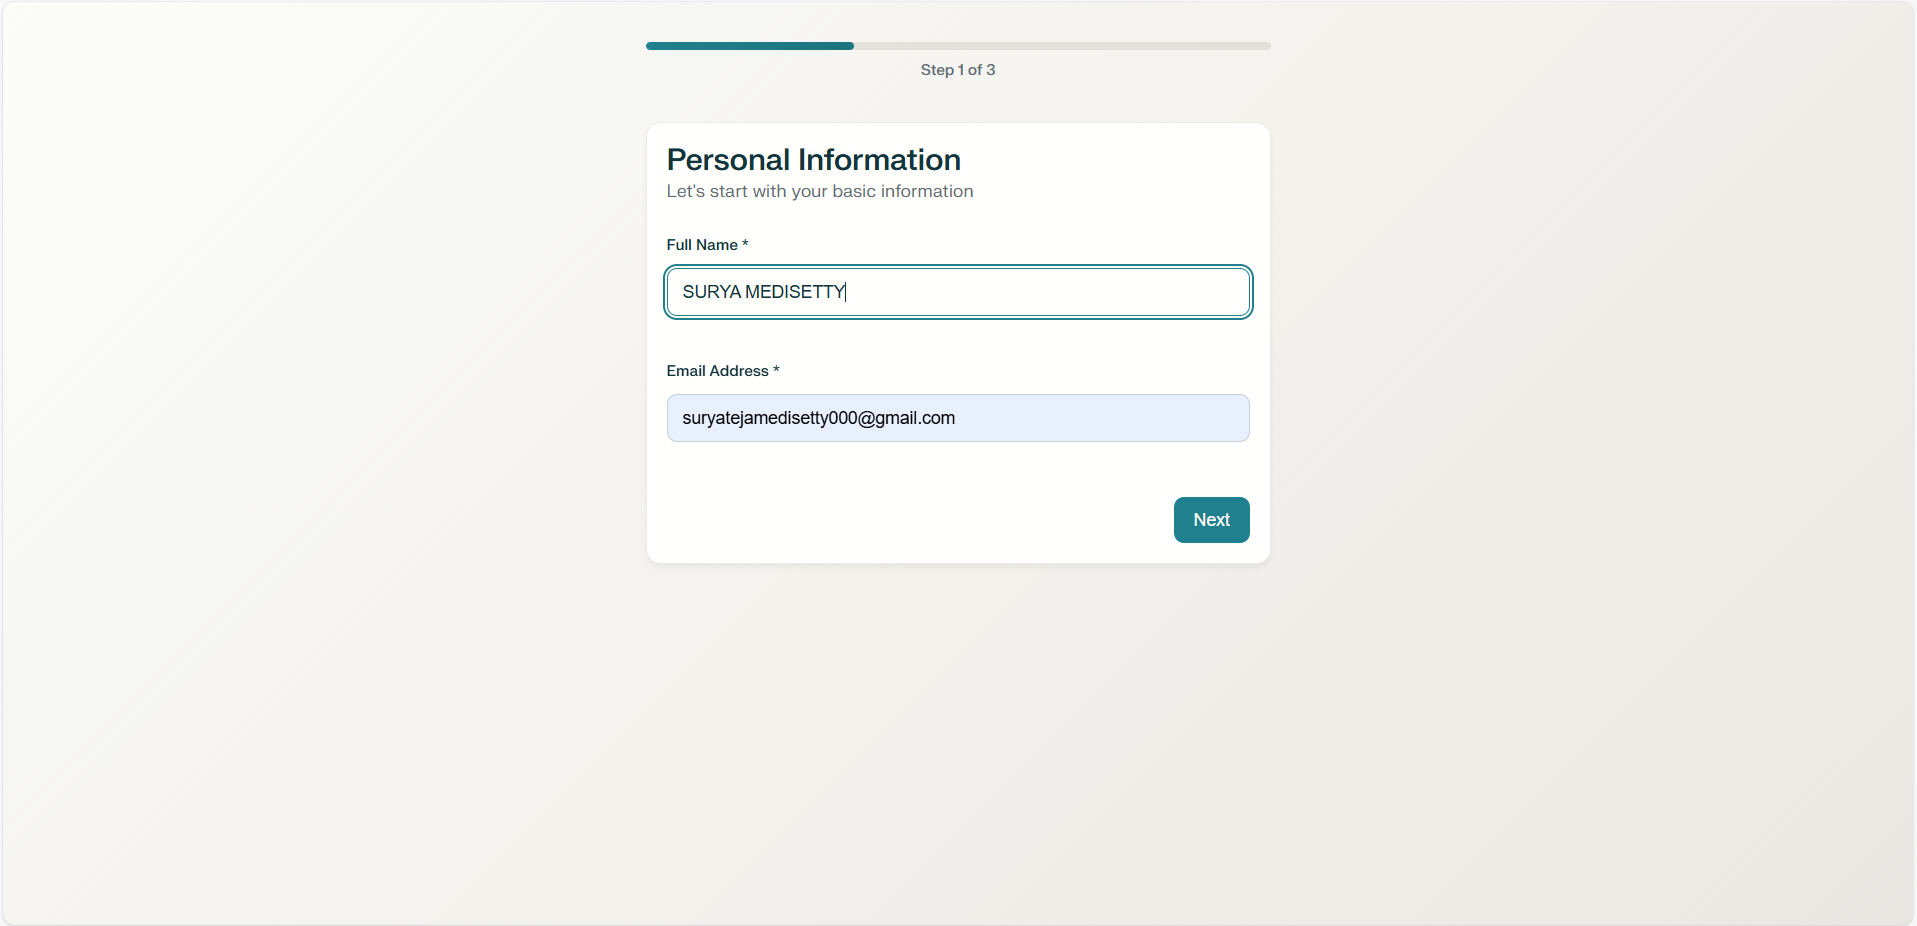 Step 1 of 3
Personal Information
Let's start with your basic information
Full Name *
SURYA MEDISETTY
Email Address *
suryatejamedisetty000@gmail.com
Next